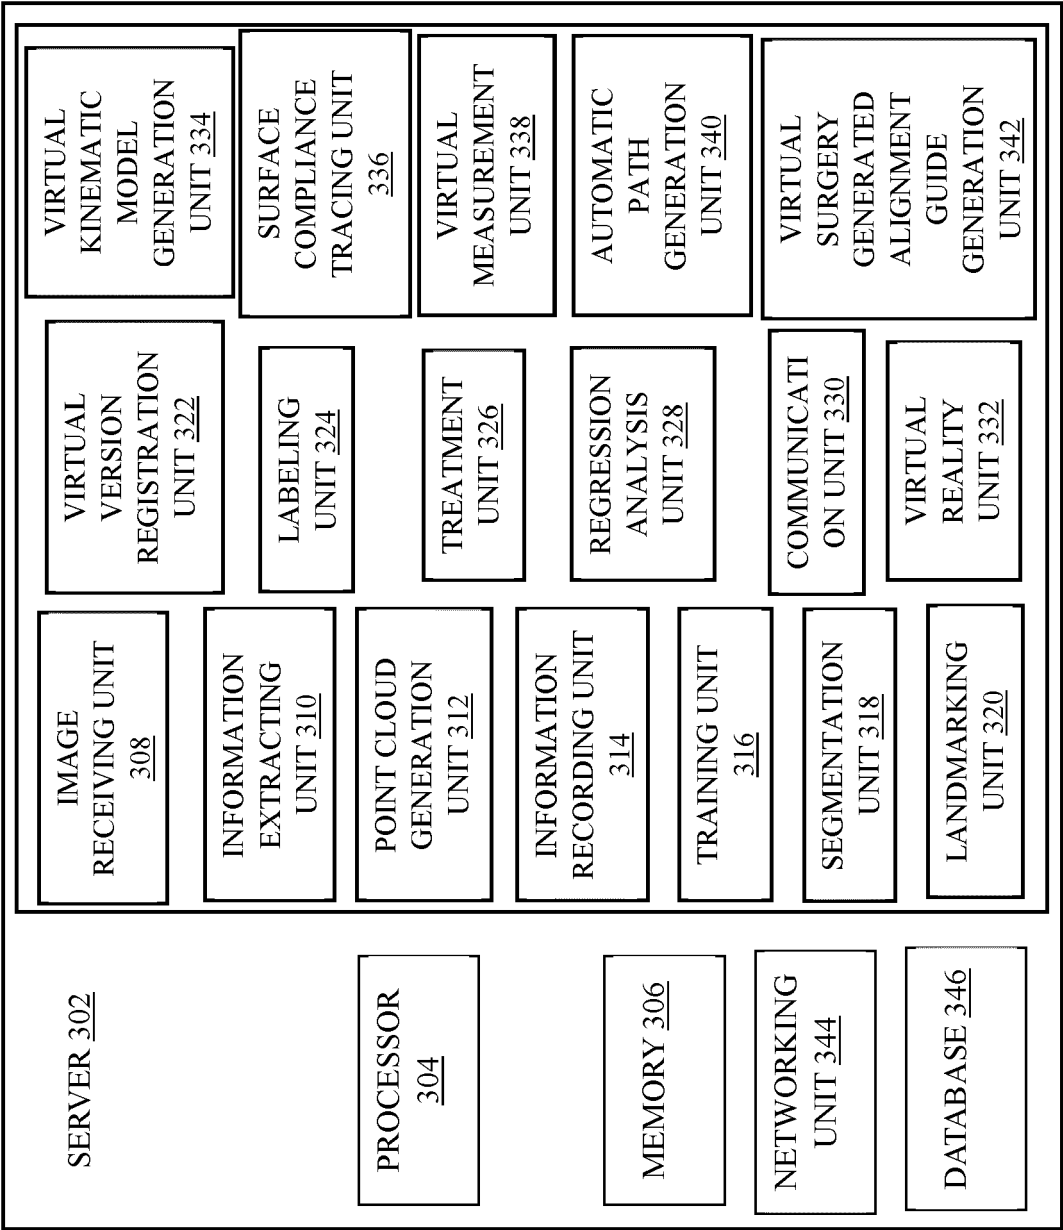 SERVER 302
PROCESSOR
304
MEMORY 306
NETWORKING
UNIT 344
DATABASE 346
IMAGE
RECEIVING UNIT
308
INFORMATION
EXTRACTING
UNIT 310
POINT CLOUD
GENERATION
UNIT 312
INFORMATION
RECORDING UNIT
314
TRAINING UNIT
316
SEGMENTATION
UNIT 318
LANDMARKING
UNIT 320
VIRTUAL
VERSION
REGISTRATION
UNIT 322
LABELING
UNIT 324
TREATMENT
UNIT 326
REGRESSION
ANALYSIS
UNIT 328
COMMUNICATI
ON UNIT 330
VIRTUAL
REALITY
UNIT 332
VIRTUAL
KINEMATIC
MODEL
GENERATION
UNIT 334
SURFACE
COMPLIANCE
TRACING UNIT
336
VIRTUAL
MEASUREMENT
UNIT 338
AUTOMATIC
PATH
GENERATION
UNIT 340
VIRTUAL
SURGERY
GENERATED
ALIGNMENT
GUIDE
GENERATION
UNIT 342